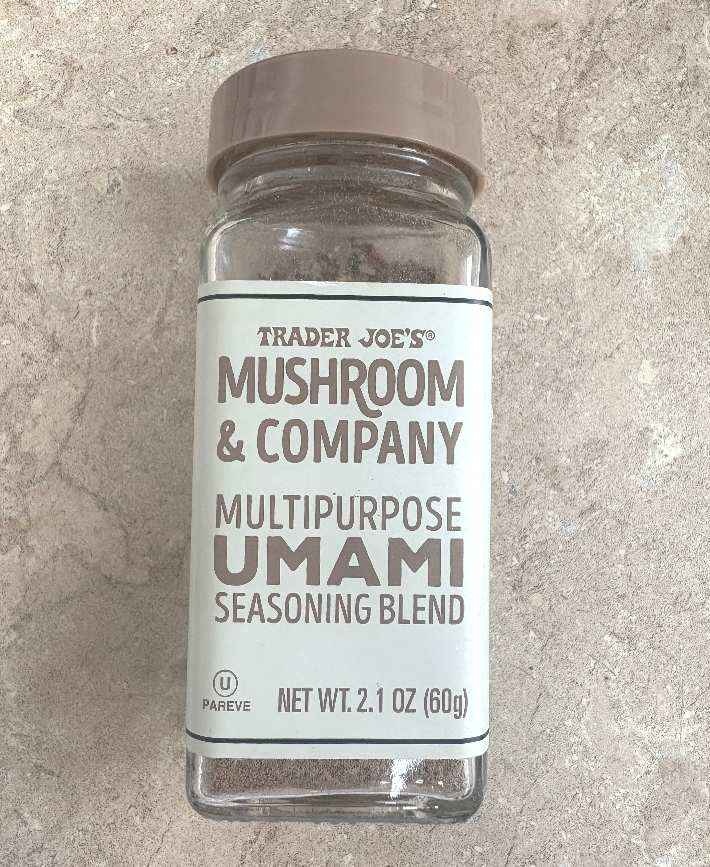 TRADER JOE'S®
MUSHROOM
& COMPANY
MULTIPURPOSE
UMAMI
SEASONING BLEND
U
PAREVE
NET WT. 2.1 OZ (60g)